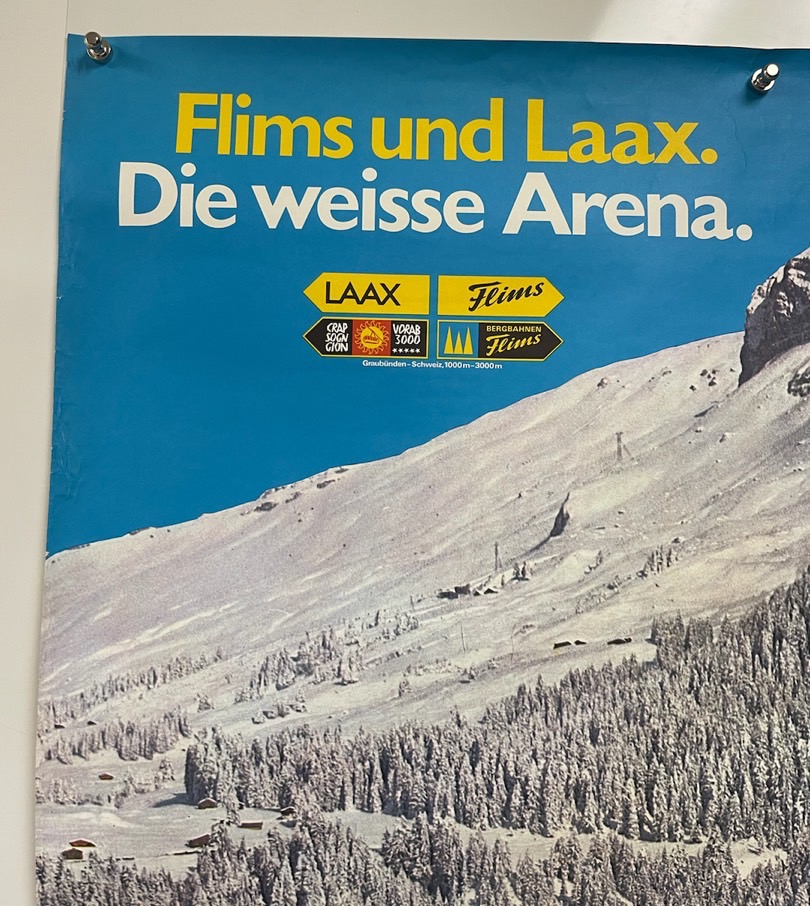 Flims und Laax.
Die weisse Arena.
LAAX
Flims
CRAP
SOGN
GION
VORAB
3000
BERGBAHNEN
Flims
Graubünden – Schweiz, 1000 m – 3000 m